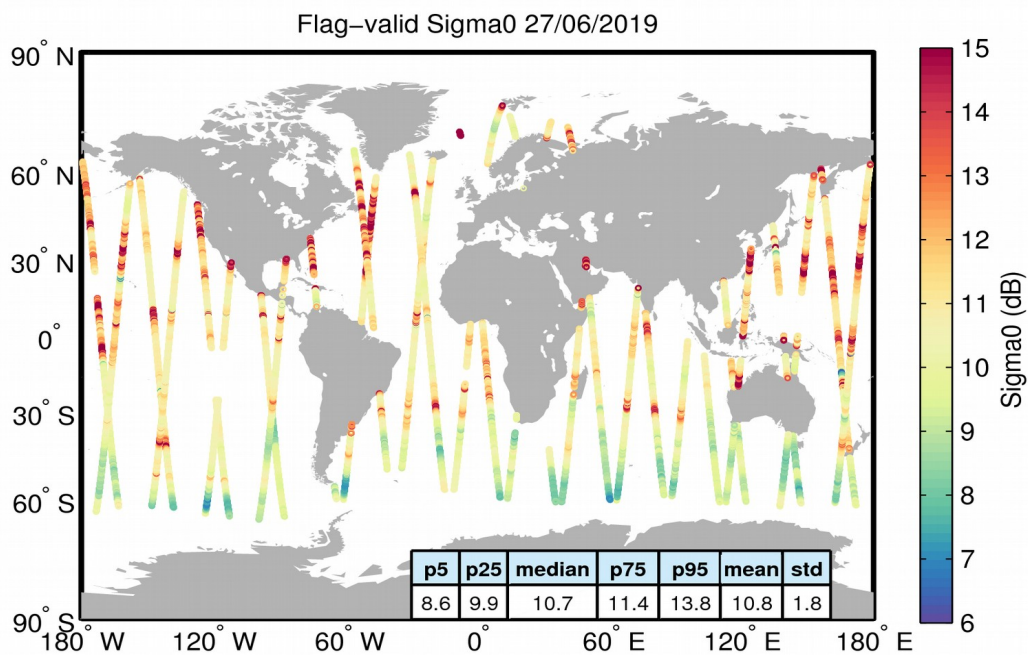 Flag−valid Sigma0 27/06/2019
90° N
60° N
30° N
0°
30° S
60° S
90° S
180° W
120° W
60° W
0°
60° E
120° E
180° E
p5 p25 median p75 p95 mean std
8.6 9.9 10.7 11.4 13.8 10.8 1.8
15
14
13
12
11
10
9
8
7
6
Sigma0 (dB)